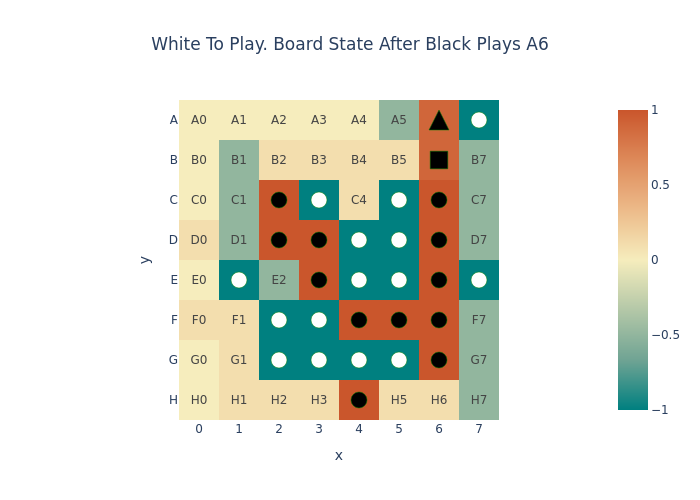 White To Play. Board State After Black Plays A6
A A0 A1 A2 A3 A4 A5
B B0 B1 B2 B3 B4 B5 B7
C C0 C1 C4 C7
D D0 D1 D7
E E0 E2
F F0 F1 F7
G G0 G1 G7
H H0 H1 H2 H3 H5 H6 H7
0 1 2 3 4 5 6 7
x
y
1
0.5
0
−0.5
−1